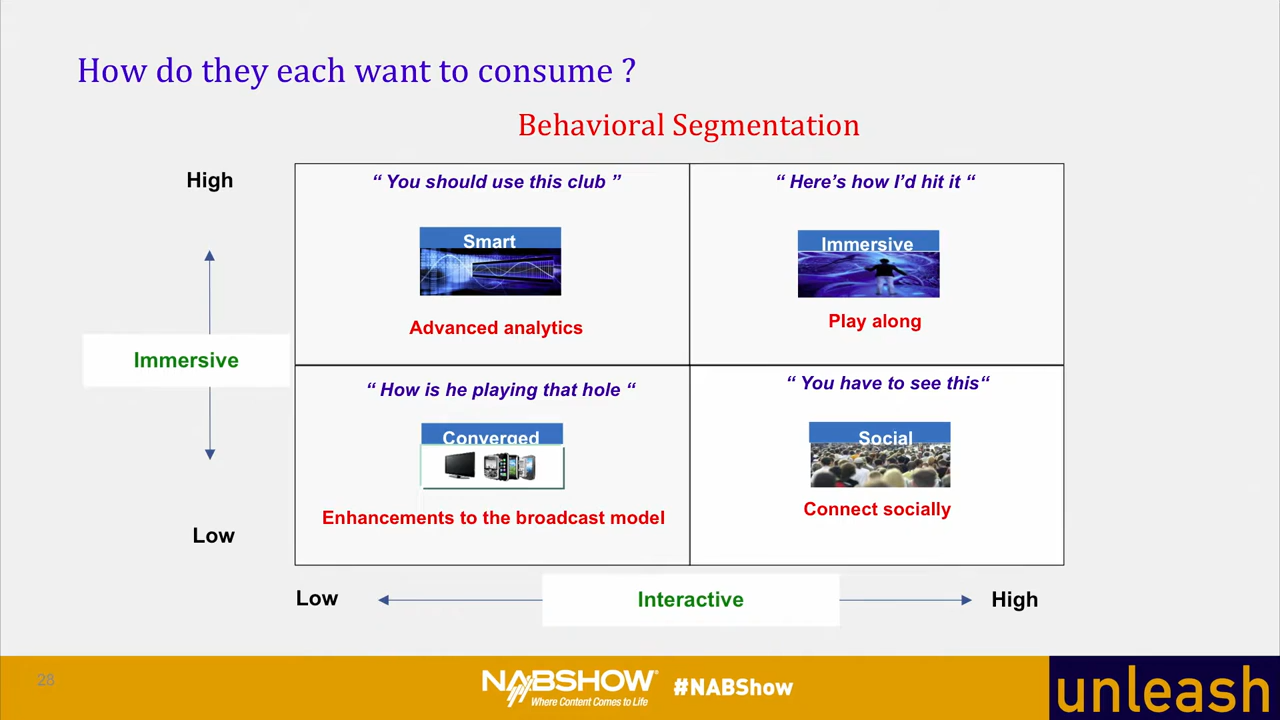 How do they each want to consume ?
Behavioral Segmentation
High
“ You should use this club ”
“ Here’s how I’d hit it “
Smart
Immersive
Advanced analytics
Play along
Immersive
“ How is he playing that hole “
“ You have to see this“
Converged
Social
Enhancements to the broadcast model
Connect socially
Low
Low
Interactive
High
28
NABSHOW®
Where Content Comes to Life
#NABShow
unleash